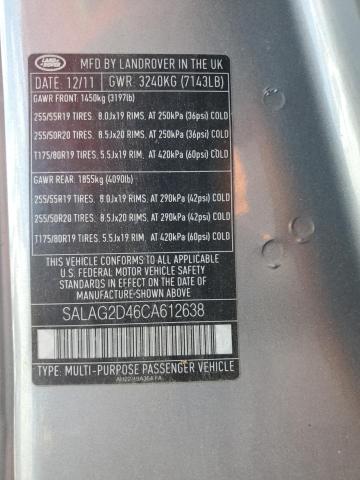 LAND ROVER
MFD BY LANDROVER IN THE UK
DATE: 12/11 GWR: 3240KG (7143LB)
GAWR FRONT: 1450kg (3197lb)
255/55R19 TIRES, 8.0Jx19 RIMS, AT 250kPa (36psi) COLD
255/50R20 TIRES, 8.5Jx20 RIMS, AT 250kPa (36psi) COLD
T175/80R19 TIRES, 5.5Jx19 RIM, AT 420kPa (60psi) COLD
GAWR REAR: 1855kg (4090lb)
255/55R19 TIRES, 8.0Jx19 RIMS, AT 290kPa (42psi) COLD
255/50R20 TIRES, 8.5Jx20 RIMS, AT 290kPa (42psi) COLD
T175/80R19 TIRES, 5.5Jx19 RIM, AT 420kPa (60psi) COLD
THIS VEHICLE CONFORMS TO ALL APPLICABLE
U.S. FEDERAL MOTOR VEHICLE SAFETY
STANDARDS IN EFFECT ON THE DATE
OF MANUFACTURE SHOWN ABOVE.
SALAG2D46CA612638
TYPE: MULTI-PURPOSE PASSENGER VEHICLE